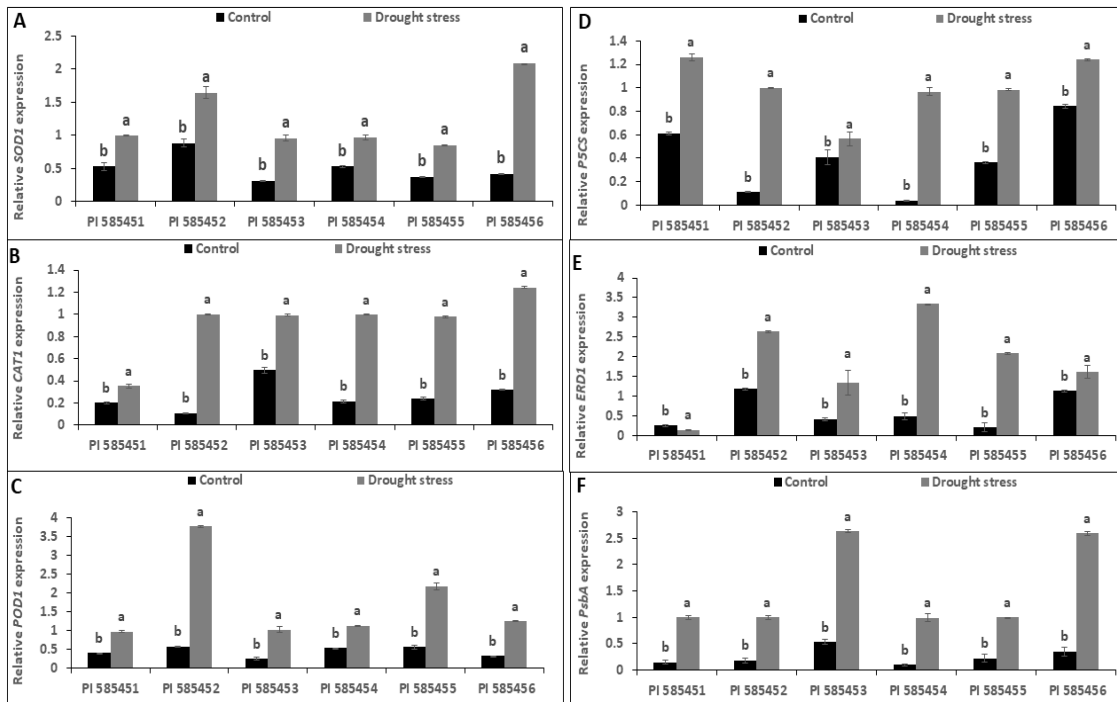 A
Control Drought stress
Relative SOD1 expression
2.5
2
1.5
1
0.5
0
b a b a b a b a b a b a
PI 585451 PI 585452 PI 585453 PI 585454 PI 585455 PI 585456
B
Control Drought stress
Relative CAT1 expression
1.4
1.2
1
0.8
0.6
0.4
0.2
0
b a b a b a b a b a b a
PI 585451 PI 585452 PI 585453 PI 585454 PI 585455 PI 585456
C
Control Drought stress
Relative POD1 expression
4
3.5
3
2.5
2
1.5
1
0.5
0
b a b a b a b a b a b a
PI 585451 PI 585452 PI 585453 PI 585454 PI 585455 PI 585456
D
Control Drought stress
Relative P5CS expression
1.4
1.2
1
0.8
0.6
0.4
0.2
0
b a b a b a b a b a b a
PI 585451 PI 585452 PI 585453 PI 585454 PI 585455 PI 585456
E
Control Drought stress
Relative ERD1 expression
4
3.5
3
2.5
2
1.5
1
0.5
0
b a b a b a b a b a b a
PI 585451 PI 585452 PI 585453 PI 585454 PI 585455 PI 585456
F
Control Drought stress
Relative PsbA expression
3
2.5
2
1.5
1
0.5
0
b a b a b a b a b a b a
PI 585451 PI 585452 PI 585453 PI 585454 PI 585455 PI 585456